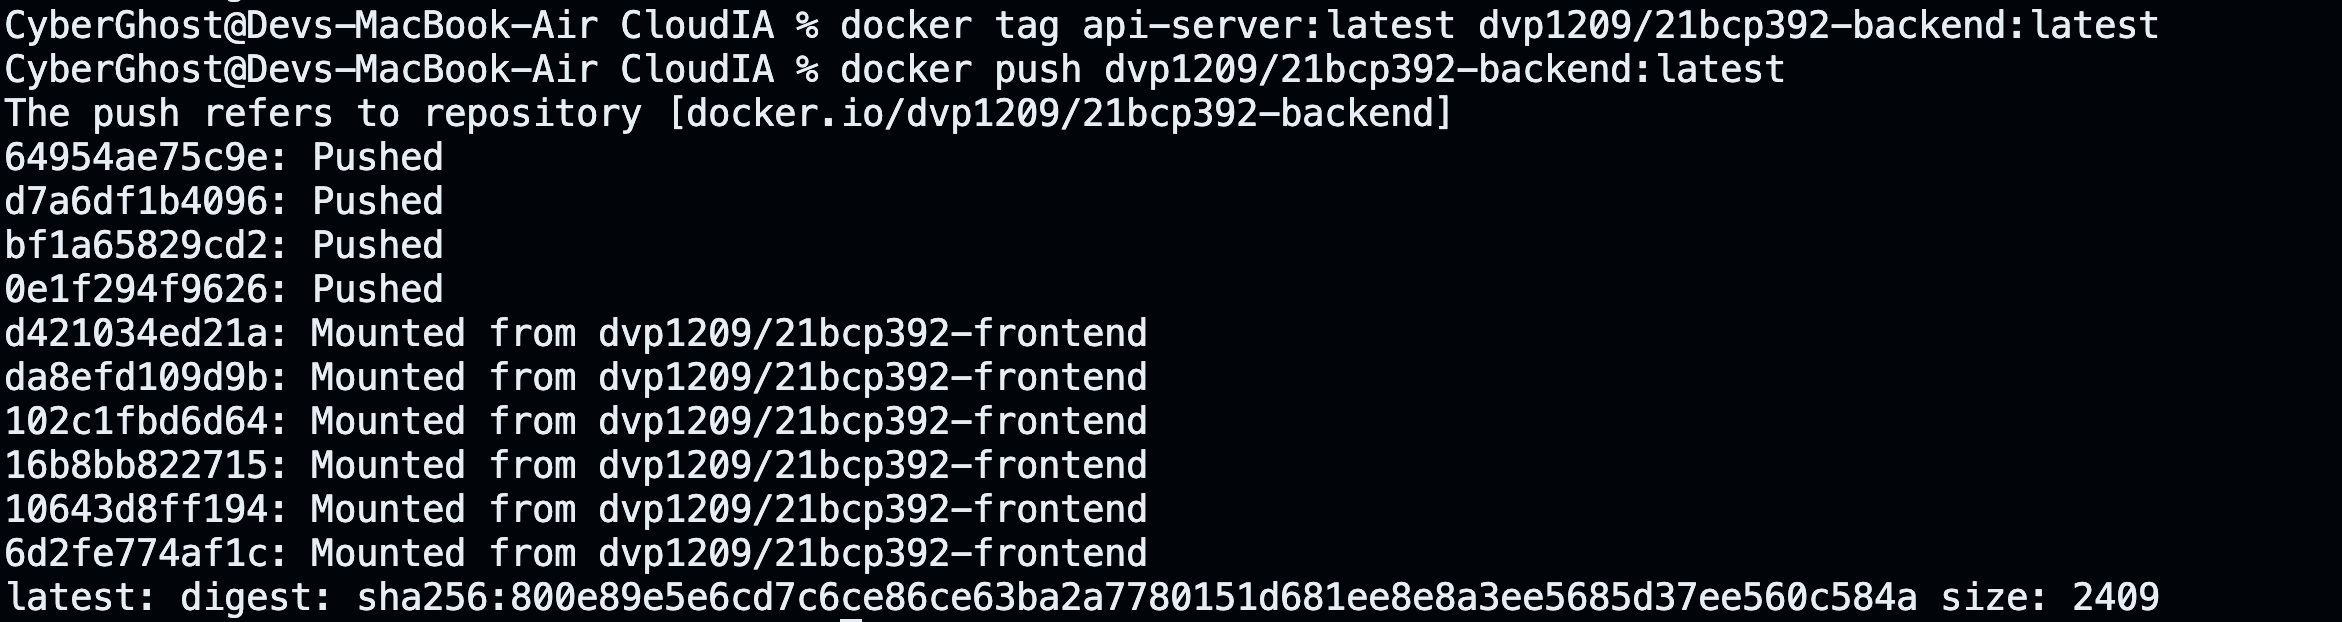 CyberGhost@Devs-MacBook-Air CloudIA % docker tag api-server:latest dvp1209/21bcp392-backend:latest
CyberGhost@Devs-MacBook-Air CloudIA % docker push dvp1209/21bcp392-backend:latest
The push refers to repository [docker.io/dvp1209/21bcp392-backend]
64954ae75c9e: Pushed
d7a6df1b4096: Pushed
bf1a65829cd2: Pushed
0e1f294f9626: Pushed
d421034ed21a: Mounted from dvp1209/21bcp392-frontend
da8efd109d9b: Mounted from dvp1209/21bcp392-frontend
102c1fbd6d64: Mounted from dvp1209/21bcp392-frontend
16b8bb822715: Mounted from dvp1209/21bcp392-frontend
10643d8ff194: Mounted from dvp1209/21bcp392-frontend
6d2fe774af1c: Mounted from dvp1209/21bcp392-frontend
latest: digest: sha256:800e89e5e6cd7c6ce86ce63ba2a7780151d681ee8e8a3ee5685d37ee560c584a size: 2409